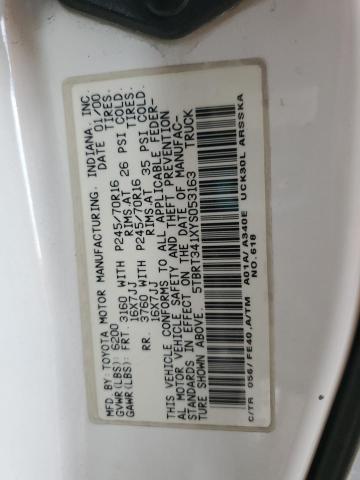 MFD.BY: TOYOTA MOTOR MANUFACTURING, INDIANA, INC.
DATE 01/00
GVWR(LBS): 6200
GAWR(LBS): FRT. 3160 WITH P245/70R16 TIRES.
16X7JJ RIMS.AT 26 PSI COLD.
RR. 3760 WITH P245/70R16 TIRES.
16X7JJ RIMS.AT 35 PSI COLD.
THIS VEHICLE CONFORMS TO ALL APPLICABLE FEDER-
AL MOTOR VEHICLE SAFETY AND THEFT PREVENTION
STANDARDS IN EFFECT ON THE DATE OF MANUFAC-
TURE SHOWN ABOVE. 5TBRT341XYS053163 TRUCK
C/TR 056/FE40,A/TM A01A/A340E UCK30L ARSSKA
NO.618